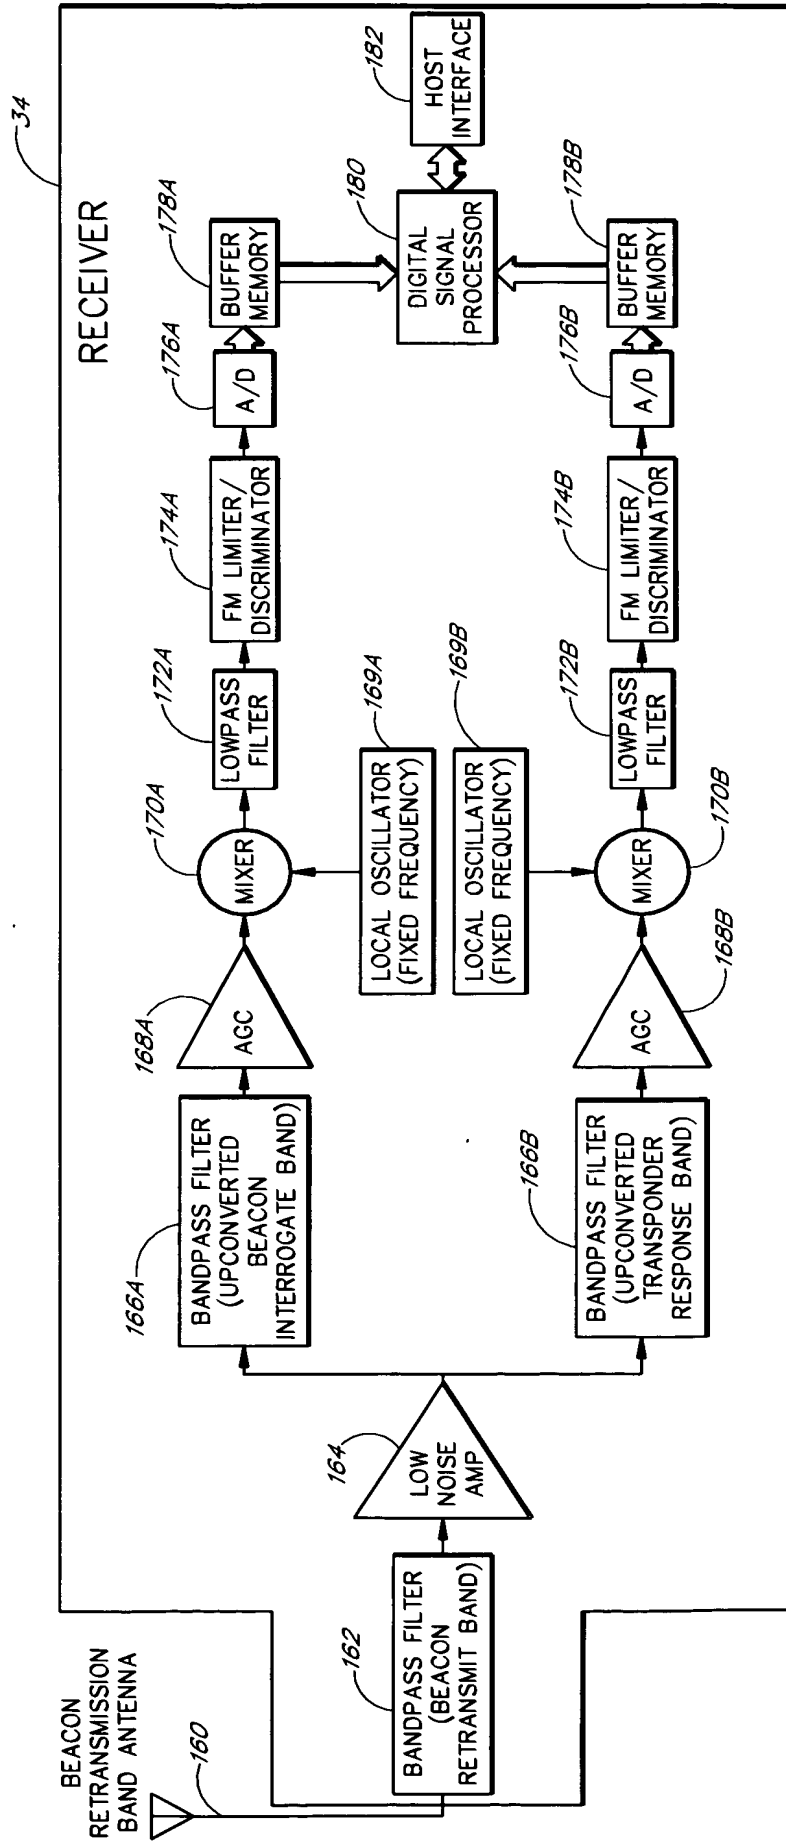 34
RECEIVER
BEACON
RETRANSMISSION
BAND ANTENNA
160
162
BANDPASS FILTER
(BEACON
RETRANSMIT BAND)
164
LOW
NOISE
AMP
166A
BANDPASS FILTER
(UPCONVERTED
BEACON
INTERROGATE BAND)
168A
AGC
170A
MIXER
172A
LOWPASS
FILTER
174A
FM LIMITER/
DISCRIMINATOR
176A
A/D
178A
BUFFER
MEMORY
169A
LOCAL OSCILLATOR
(FIXED FREQUENCY)
169B
LOCAL OSCILLATOR
(FIXED FREQUENCY)
180
DIGITAL
SIGNAL
PROCESSOR
182
HOST
INTERFACE
166B
BANDPASS FILTER
(UPCONVERTED
TRANSPONDER
RESPONSE BAND)
168B
AGC
170B
MIXER
172B
LOWPASS
FILTER
174B
FM LIMITER/
DISCRIMINATOR
176B
A/D
178B
BUFFER
MEMORY